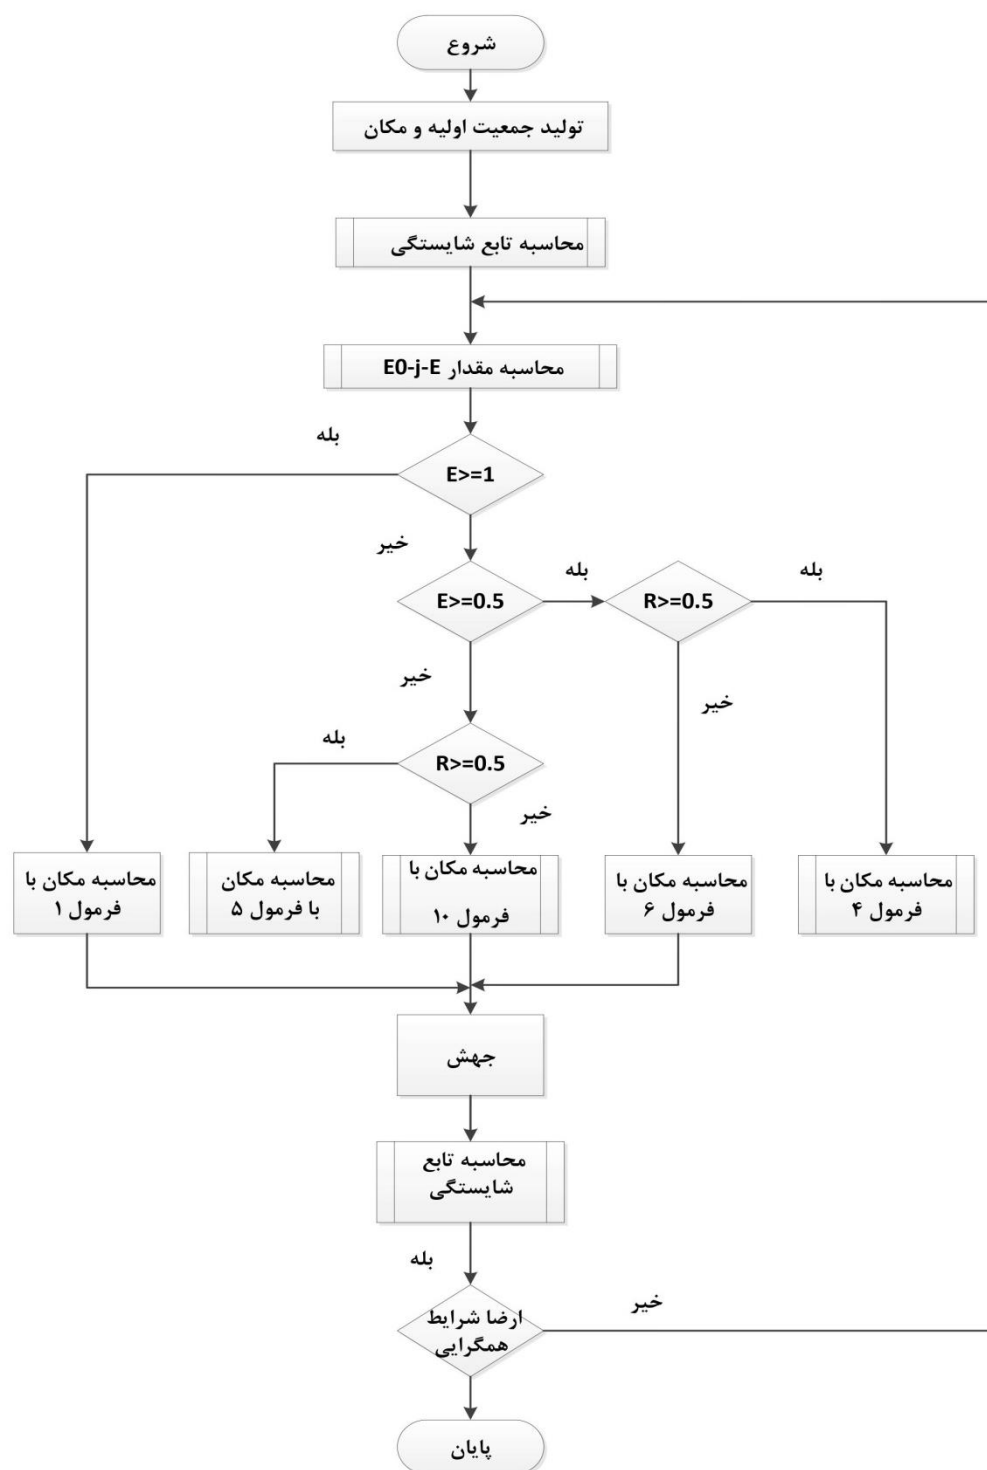 شروع
تولید جمعیت اولیه و مکان
محاسبه تابع شایستگی
محاسبه مقدار E0-j-E
بله
E>=1
خیر
E>=0.5
بله
R>=0.5
بله
خیر
خیر
بله
R>=0.5
خیر
محاسبه مکان با
فرمول ۱
محاسبه مکان
با فرمول ۵
محاسبه مکان با
فرمول ۱۰
محاسبه مکان با
فرمول ۶
محاسبه مکان با
فرمول ۴
جهش
محاسبه تابع
شایستگی
بله
ارضا شرایط
همگرایی
خیر
پایان